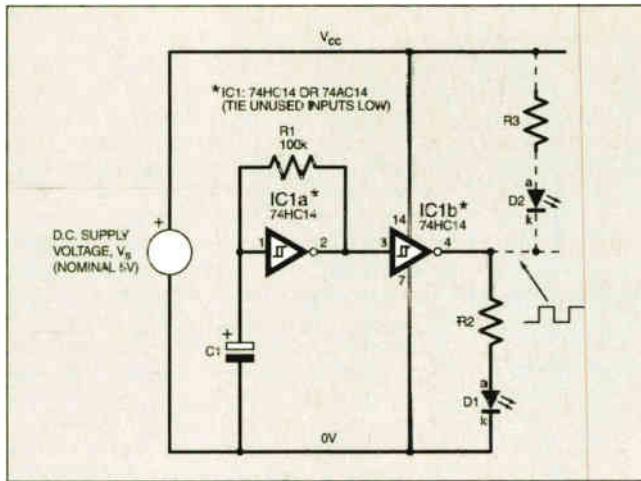 VCC
*IC1: 74HC14 OR 74AC14
(TIE UNUSED INPUTS LOW)
R1
100k
R3
IC1a*
74HC14
IC1b*
74HC14
a
D2
k
D.C. SUPPLY
VOLTAGE, VS
(NOMINAL 5V)
+
1
2
3
14
4
7
+
C1
R2
a
D1
k
0V